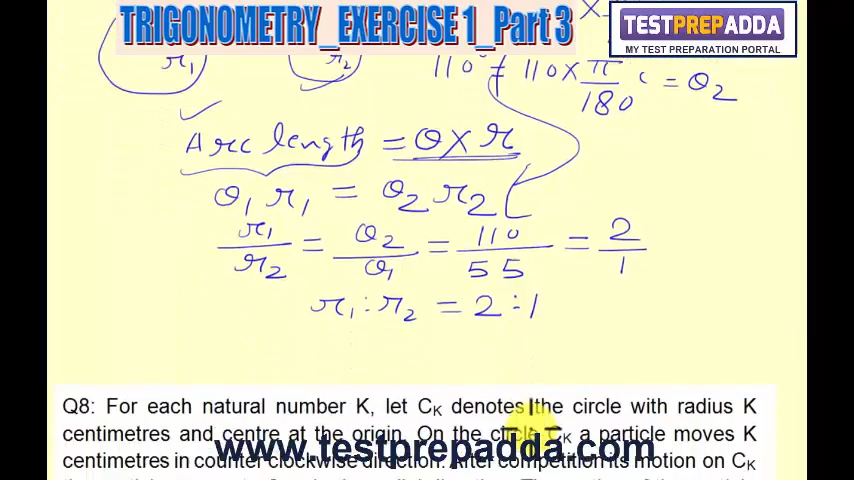 TRIGONOMETRY_EXERCISE 1_Part 3
TESTPREPADDA
MY TEST PREPARATION PORTAL
r₁ r₂ 110° = 110 × π/180 ᶜ = θ₂
Arc length = θ × r
θ₁ r₁ = θ₂ r₂
r₁/r₂ = θ₂/θ₁ = 110/55 = 2/1
r₁ : r₂ = 2 : 1
Q8: For each natural number K, let Cₖ denotes the circle with radius K
centimetres and centre at the origin. On the circle Cₖ a particle moves K
www.testprepadda.com
centimetres in counter clockwise direction. After competition its motion on Cₖ